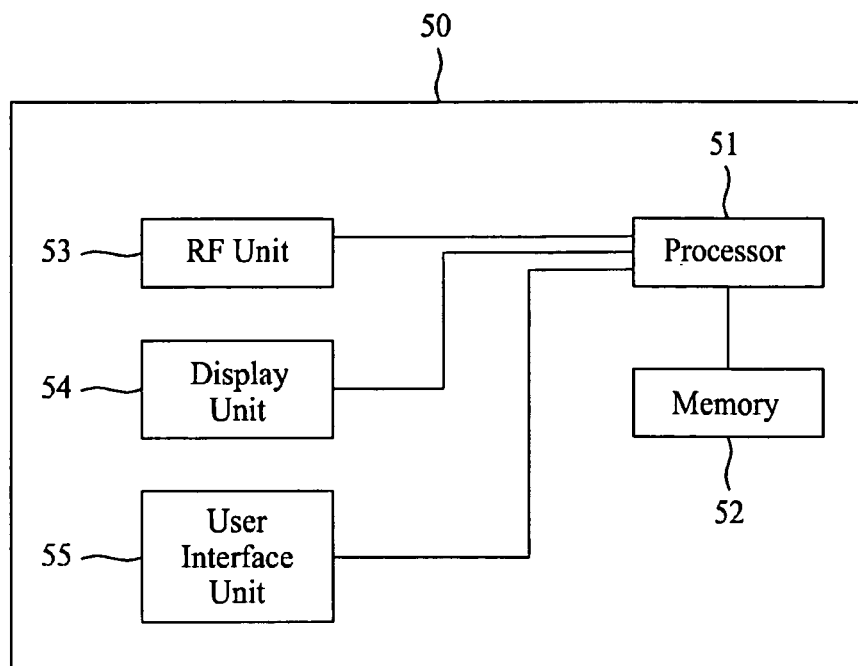 50
51
53
RF Unit
Processor
54
Display
Unit
Memory
52
55
User
Interface
Unit